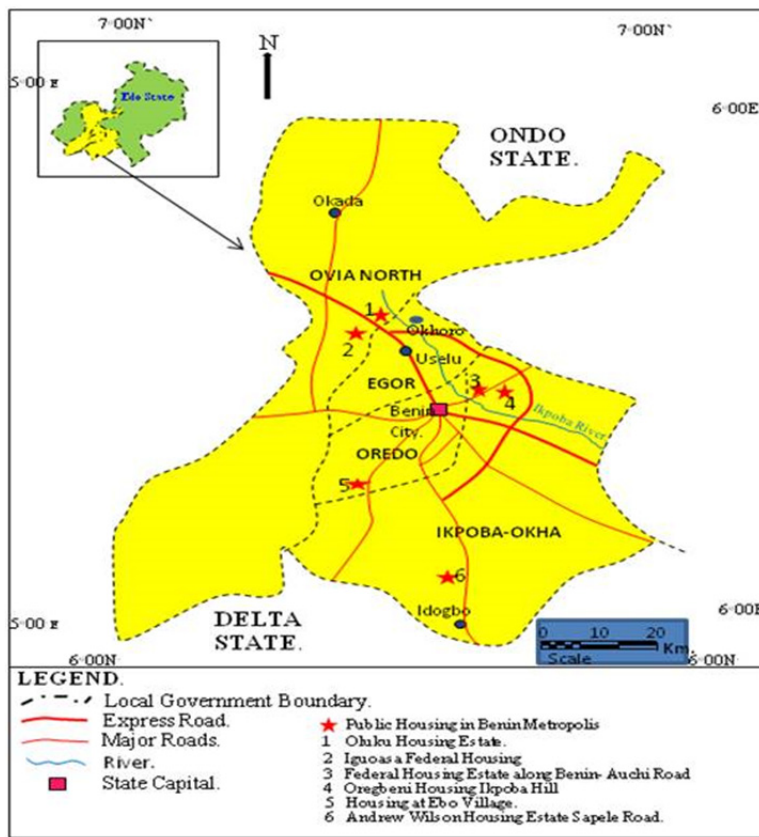 7°00N`
7°00N`
5°00 E
6°00E
Edo State
N
ONDO
STATE.
Okada
OVIA NORTH
1
Okhoro
2
Uselu
EGOR
3
4
Benin
City.
Ikpoba River
OREDO
5
IKPOBA-OKHA
6
Idogbo
DELTA
STATE.
5°00 E
6°00E
0 10 20
Km.
Scale
6°00N
6°00N
LEGEND.
Local Government Boundary.
Express Road.
Major Roads.
River.
State Capital.
Public Housing in Benin Metropolis
1 Oluku Housing Estate.
2 Iguoasa Federal Housing
3 Federal Housing Estate along Benin- Auchi Road
4 Oregbeni Housing Ikpoba Hill
5 Housing at Ebo Village.
6 Andrew Wilson Housing Estate Sapele Road.